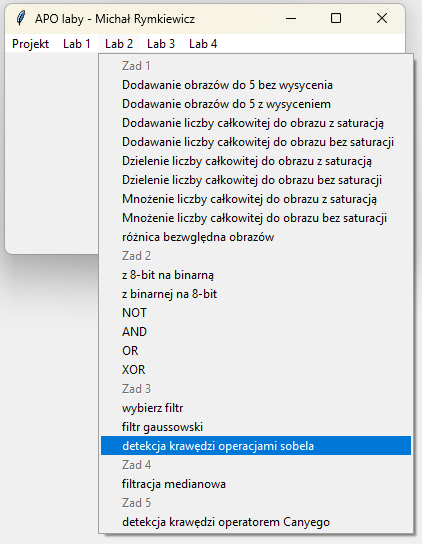 APO laby - Michał Rymkiewicz
Projekt Lab 1 Lab 2 Lab 3 Lab 4
Zad 1
Dodawanie obrazów do 5 bez wysycenia
Dodawanie obrazów do 5 z wysyceniem
Dodawanie liczby całkowitej do obrazu z saturacją
Dodawanie liczby całkowitej do obrazu bez saturacji
Dzielenie liczby całkowitej do obrazu z saturacją
Dzielenie liczby całkowitej do obrazu bez saturacji
Mnożenie liczby całkowitej do obrazu z saturacją
Mnożenie liczby całkowitej do obrazu bez saturacji
różnica bezwględna obrazów
Zad 2
z 8-bit na binarną
z binarnej na 8-bit
NOT
AND
OR
XOR
Zad 3
wybierz filtr
filtr gaussowski
detekcja krawędzi operacjami sobela
Zad 4
filtracja medianowa
Zad 5
detekcja krawędzi operatorem Canyego